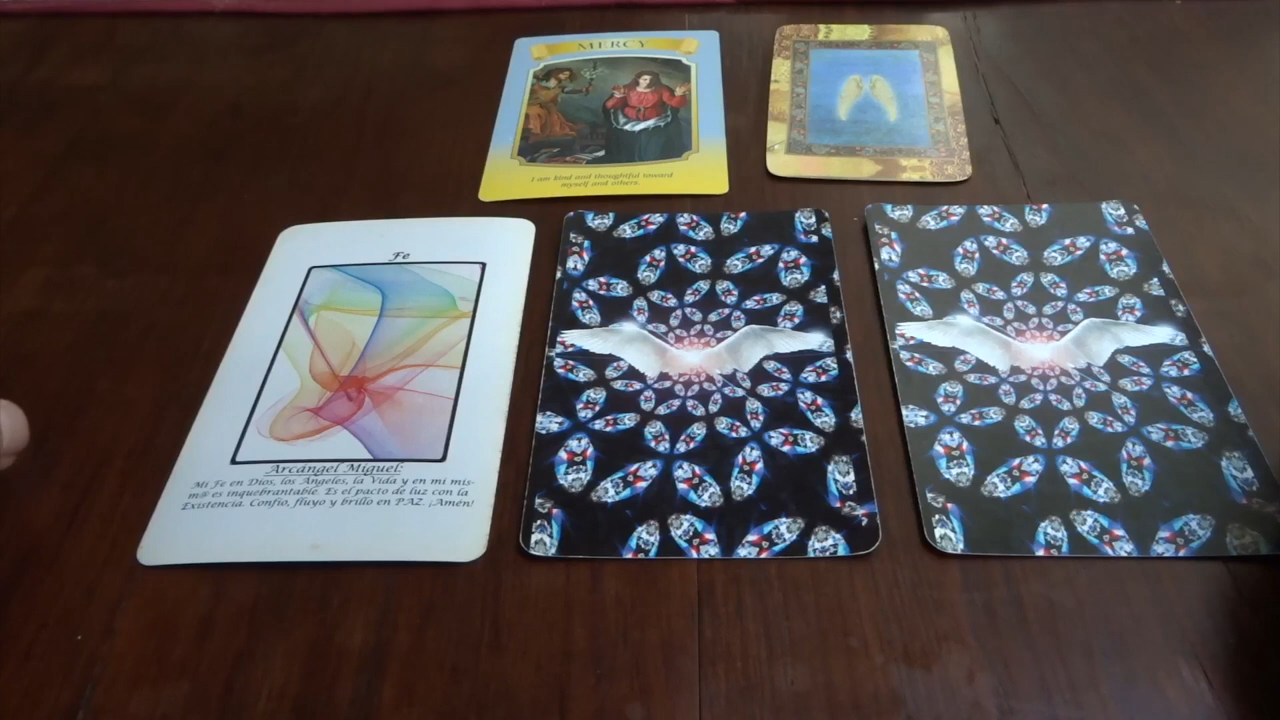 MERCY
I am kind and thoughtful toward
myself and others.
Fe
Arcángel Miguel:
Mi Fe en Dios, los Ángeles, la Vida y en mi mis-
m@ es inquebrantable. Es el pacto de luz con la
Existencia. Confío, fluyo y brillo en PAZ. ¡Amén!